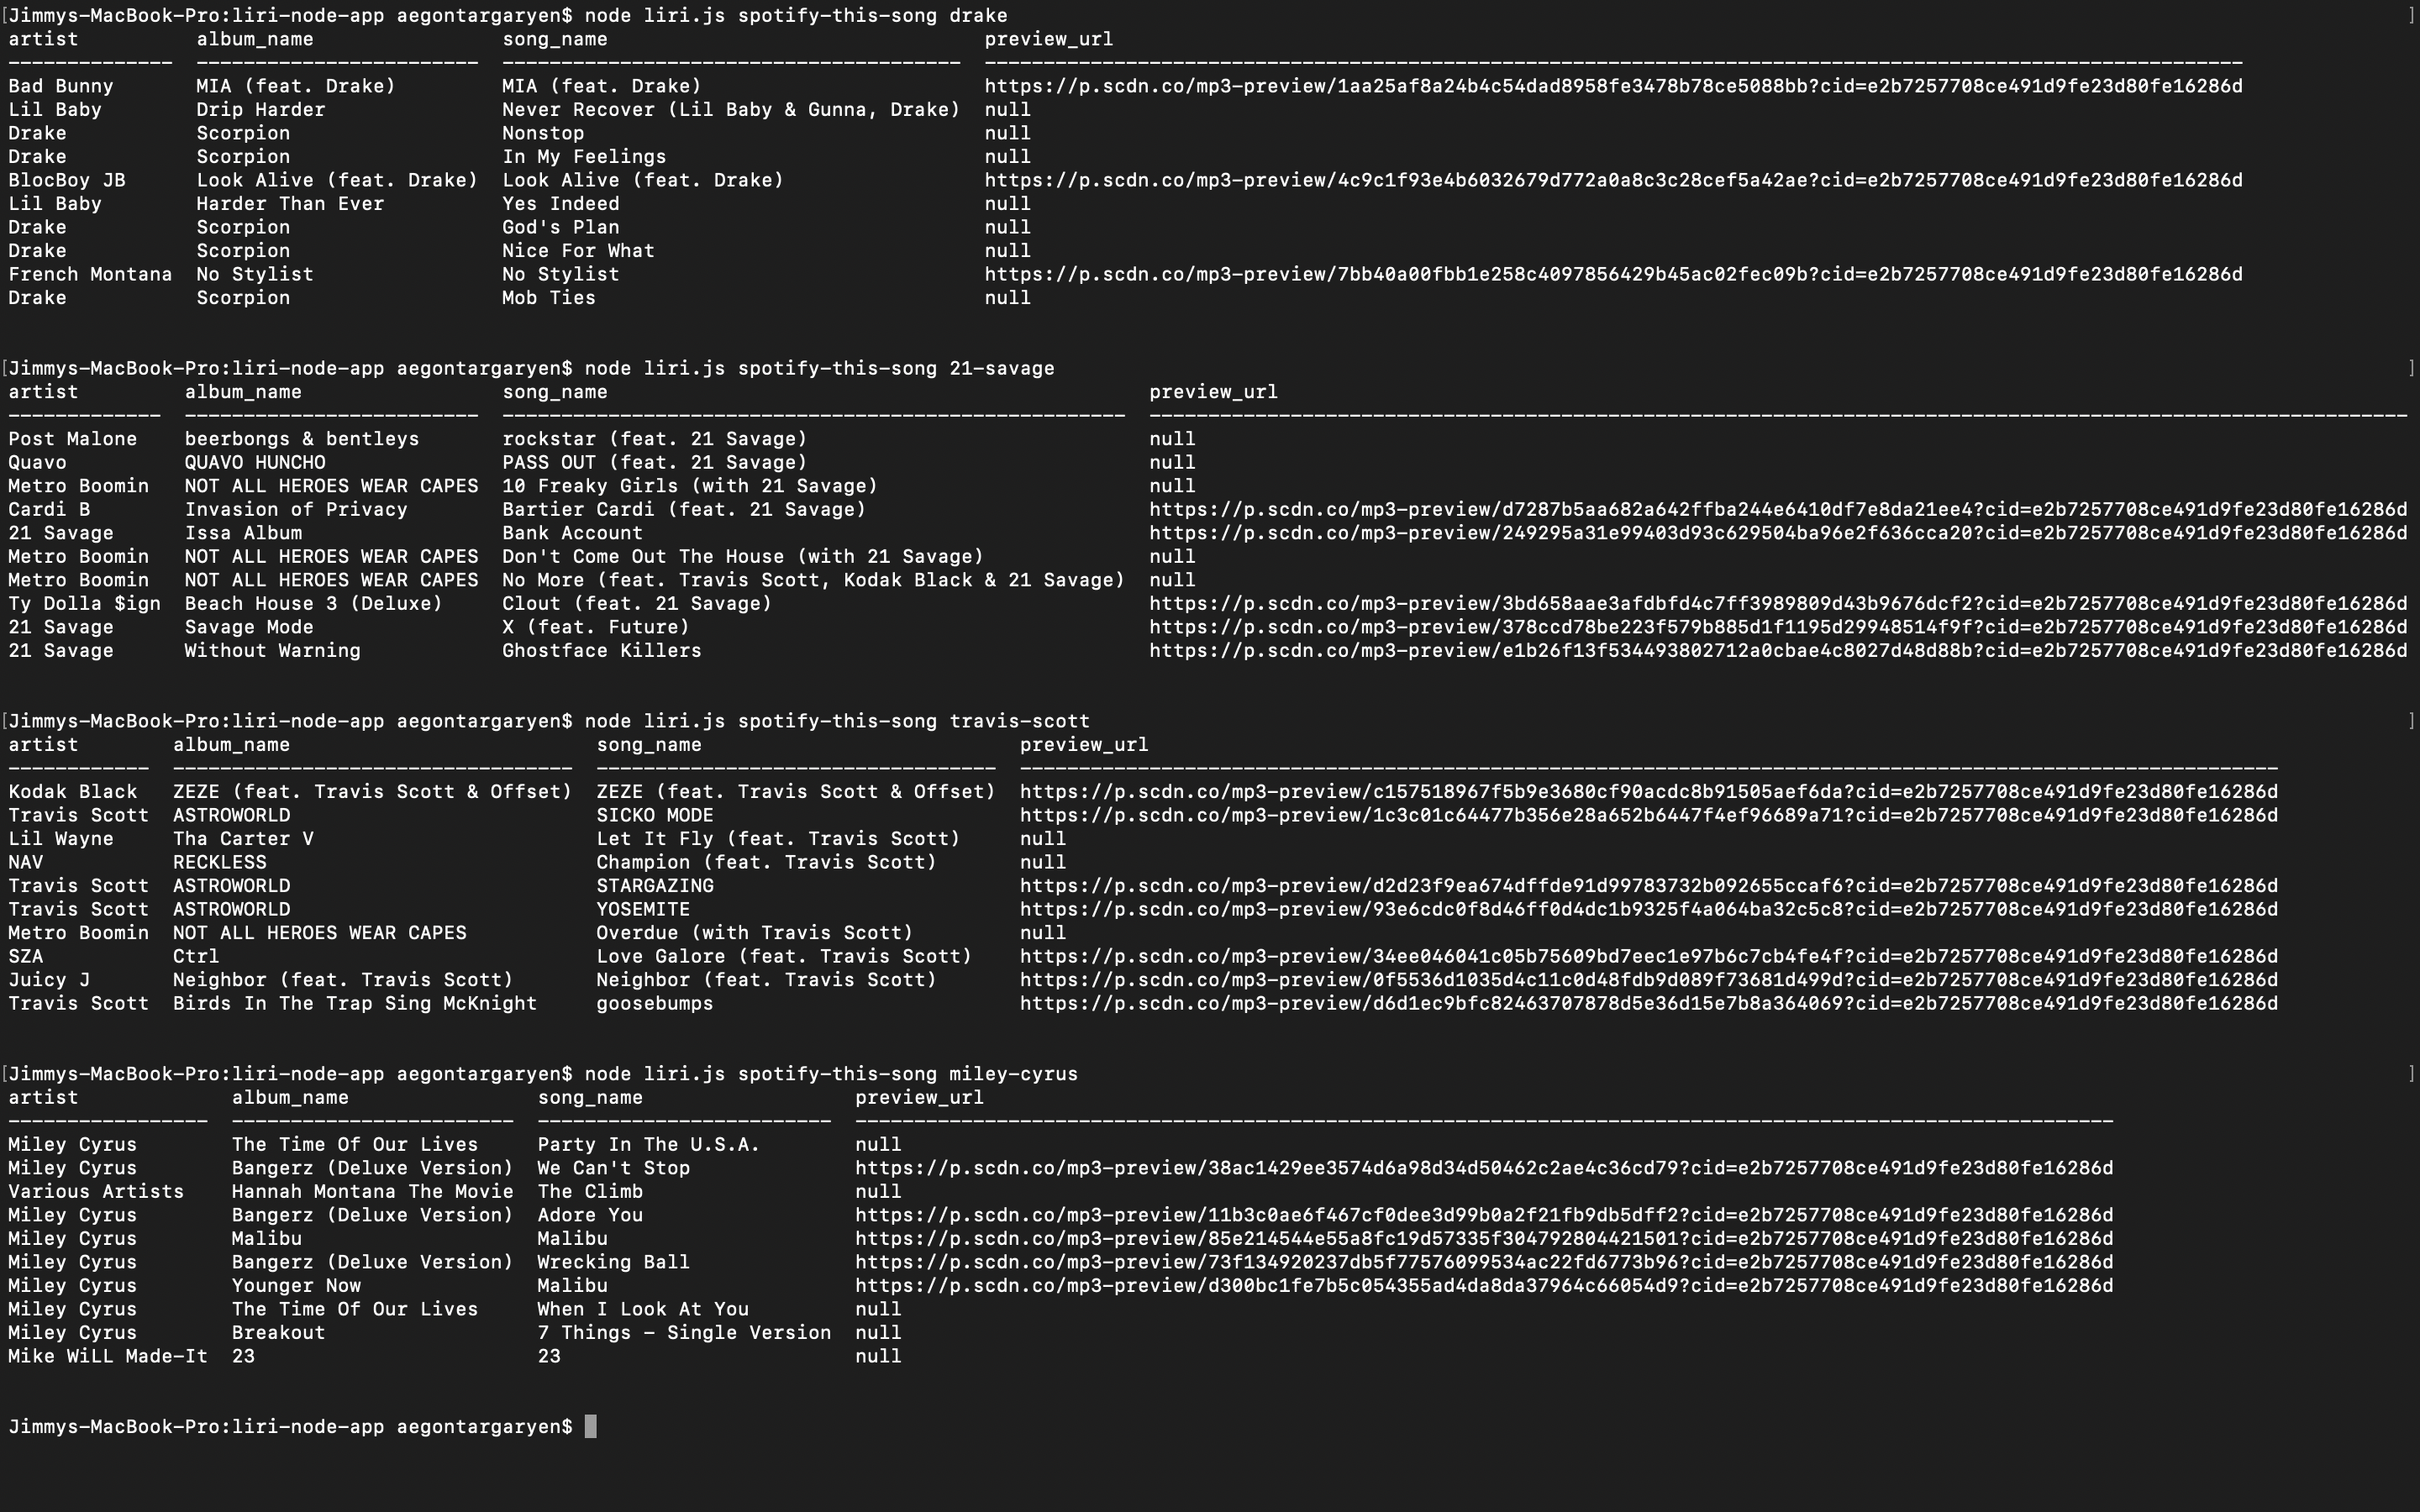 [Jimmys-MacBook-Pro:liri-node-app aegontargaryen$ node liri.js spotify-this-song drake ]
artist          album_name                song_name                                preview_url
--------------  ------------------------  ---------------------------------------  -----------------------------------------------------------------------------------------------------------
Bad Bunny       MIA (feat. Drake)         MIA (feat. Drake)                        https://p.scdn.co/mp3-preview/1aa25af8a24b4c54dad8958fe3478b78ce5088bb?cid=e2b7257708ce491d9fe23d80fe16286d
Lil Baby        Drip Harder               Never Recover (Lil Baby & Gunna, Drake)  null
Drake           Scorpion                  Nonstop                                  null
Drake           Scorpion                  In My Feelings                           null
BlocBoy JB      Look Alive (feat. Drake)  Look Alive (feat. Drake)                 https://p.scdn.co/mp3-preview/4c9c1f93e4b6032679d772a0a8c3c28cef5a42ae?cid=e2b7257708ce491d9fe23d80fe16286d
Lil Baby        Harder Than Ever          Yes Indeed                               null
Drake           Scorpion                  God's Plan                               null
Drake           Scorpion                  Nice For What                            null
French Montana  No Stylist                No Stylist                               https://p.scdn.co/mp3-preview/7bb40a00fbb1e258c4097856429b45ac02fec09b?cid=e2b7257708ce491d9fe23d80fe16286d
Drake           Scorpion                  Mob Ties                                 null
[Jimmys-MacBook-Pro:liri-node-app aegontargaryen$ node liri.js spotify-this-song 21-savage ]
artist         album_name                 song_name                                              preview_url
-------------  -------------------------  -----------------------------------------------------  -----------------------------------------------------------------------------------------------------------
Post Malone    beerbongs & bentleys       rockstar (feat. 21 Savage)                             null
Quavo          QUAVO HUNCHO               PASS OUT (feat. 21 Savage)                             null
Metro Boomin   NOT ALL HEROES WEAR CAPES  10 Freaky Girls (with 21 Savage)                       null
Cardi B        Invasion of Privacy        Bartier Cardi (feat. 21 Savage)                        https://p.scdn.co/mp3-preview/d7287b5aa682a642ffba244e6410df7e8da21ee4?cid=e2b7257708ce491d9fe23d80fe16286d
21 Savage      Issa Album                 Bank Account                                           https://p.scdn.co/mp3-preview/249295a31e99403d93c629504ba96e2f636cca20?cid=e2b7257708ce491d9fe23d80fe16286d
Metro Boomin   NOT ALL HEROES WEAR CAPES  Don't Come Out The House (with 21 Savage)              null
Metro Boomin   NOT ALL HEROES WEAR CAPES  No More (feat. Travis Scott, Kodak Black & 21 Savage)  null
Ty Dolla $ign  Beach House 3 (Deluxe)     Clout (feat. 21 Savage)                                https://p.scdn.co/mp3-preview/3bd658aae3afdbfd4c7ff3989809d43b9676dcf2?cid=e2b7257708ce491d9fe23d80fe16286d
21 Savage      Savage Mode                X (feat. Future)                                       https://p.scdn.co/mp3-preview/378ccd78be223f579b885d1f1195d29948514f9f?cid=e2b7257708ce491d9fe23d80fe16286d
21 Savage      Without Warning            Ghostface Killers                                      https://p.scdn.co/mp3-preview/e1b26f13f534493802712a0cbae4c8027d48d88b?cid=e2b7257708ce491d9fe23d80fe16286d
[Jimmys-MacBook-Pro:liri-node-app aegontargaryen$ node liri.js spotify-this-song travis-scott ]
artist        album_name                          song_name                           preview_url
------------  ----------------------------------  ----------------------------------  -----------------------------------------------------------------------------------------------------------
Kodak Black   ZEZE (feat. Travis Scott & Offset)  ZEZE (feat. Travis Scott & Offset)  https://p.scdn.co/mp3-preview/c157518967f5b9e3680cf90acdc8b91505aef6da?cid=e2b7257708ce491d9fe23d80fe16286d
Travis Scott  ASTROWORLD                          SICKO MODE                          https://p.scdn.co/mp3-preview/1c3c01c64477b356e28a652b6447f4ef96689a71?cid=e2b7257708ce491d9fe23d80fe16286d
Lil Wayne     Tha Carter V                        Let It Fly (feat. Travis Scott)     null
NAV           RECKLESS                            Champion (feat. Travis Scott)       null
Travis Scott  ASTROWORLD                          STARGAZING                          https://p.scdn.co/mp3-preview/d2d23f9ea674dffde91d99783732b092655ccaf6?cid=e2b7257708ce491d9fe23d80fe16286d
Travis Scott  ASTROWORLD                          YOSEMITE                            https://p.scdn.co/mp3-preview/93e6cdc0f8d46ff0d4dc1b9325f4a064ba32c5c8?cid=e2b7257708ce491d9fe23d80fe16286d
Metro Boomin  NOT ALL HEROES WEAR CAPES           Overdue (with Travis Scott)         null
SZA           Ctrl                                Love Galore (feat. Travis Scott)    https://p.scdn.co/mp3-preview/34ee046041c05b75609bd7eec1e97b6c7cb4fe4f?cid=e2b7257708ce491d9fe23d80fe16286d
Juicy J       Neighbor (feat. Travis Scott)       Neighbor (feat. Travis Scott)       https://p.scdn.co/mp3-preview/0f5536d1035d4c11c0d48fdb9d089f73681d499d?cid=e2b7257708ce491d9fe23d80fe16286d
Travis Scott  Birds In The Trap Sing McKnight     goosebumps                          https://p.scdn.co/mp3-preview/d6d1ec9bfc82463707878d5e36d15e7b8a364069?cid=e2b7257708ce491d9fe23d80fe16286d
[Jimmys-MacBook-Pro:liri-node-app aegontargaryen$ node liri.js spotify-this-song miley-cyrus ]
artist             album_name                song_name                  preview_url
-----------------  ------------------------  -------------------------  -----------------------------------------------------------------------------------------------------------
Miley Cyrus        The Time Of Our Lives     Party In The U.S.A.        null
Miley Cyrus        Bangerz (Deluxe Version)  We Can't Stop              https://p.scdn.co/mp3-preview/38ac1429ee3574d6a98d34d50462c2ae4c36cd79?cid=e2b7257708ce491d9fe23d80fe16286d
Various Artists    Hannah Montana The Movie  The Climb                  null
Miley Cyrus        Bangerz (Deluxe Version)  Adore You                  https://p.scdn.co/mp3-preview/11b3c0ae6f467cf0dee3d99b0a2f21fb9db5dff2?cid=e2b7257708ce491d9fe23d80fe16286d
Miley Cyrus        Malibu                    Malibu                     https://p.scdn.co/mp3-preview/85e214544e55a8fc19d57335f304792804421501?cid=e2b7257708ce491d9fe23d80fe16286d
Miley Cyrus        Bangerz (Deluxe Version)  Wrecking Ball              https://p.scdn.co/mp3-preview/73f134920237db5f77576099534ac22fd6773b96?cid=e2b7257708ce491d9fe23d80fe16286d
Miley Cyrus        Younger Now               Malibu                     https://p.scdn.co/mp3-preview/d300bc1fe7b5c054355ad4da8da37964c66054d9?cid=e2b7257708ce491d9fe23d80fe16286d
Miley Cyrus        The Time Of Our Lives     When I Look At You         null
Miley Cyrus        Breakout                  7 Things - Single Version  null
Mike WiLL Made-It  23                        23                         null
Jimmys-MacBook-Pro:liri-node-app aegontargaryen$